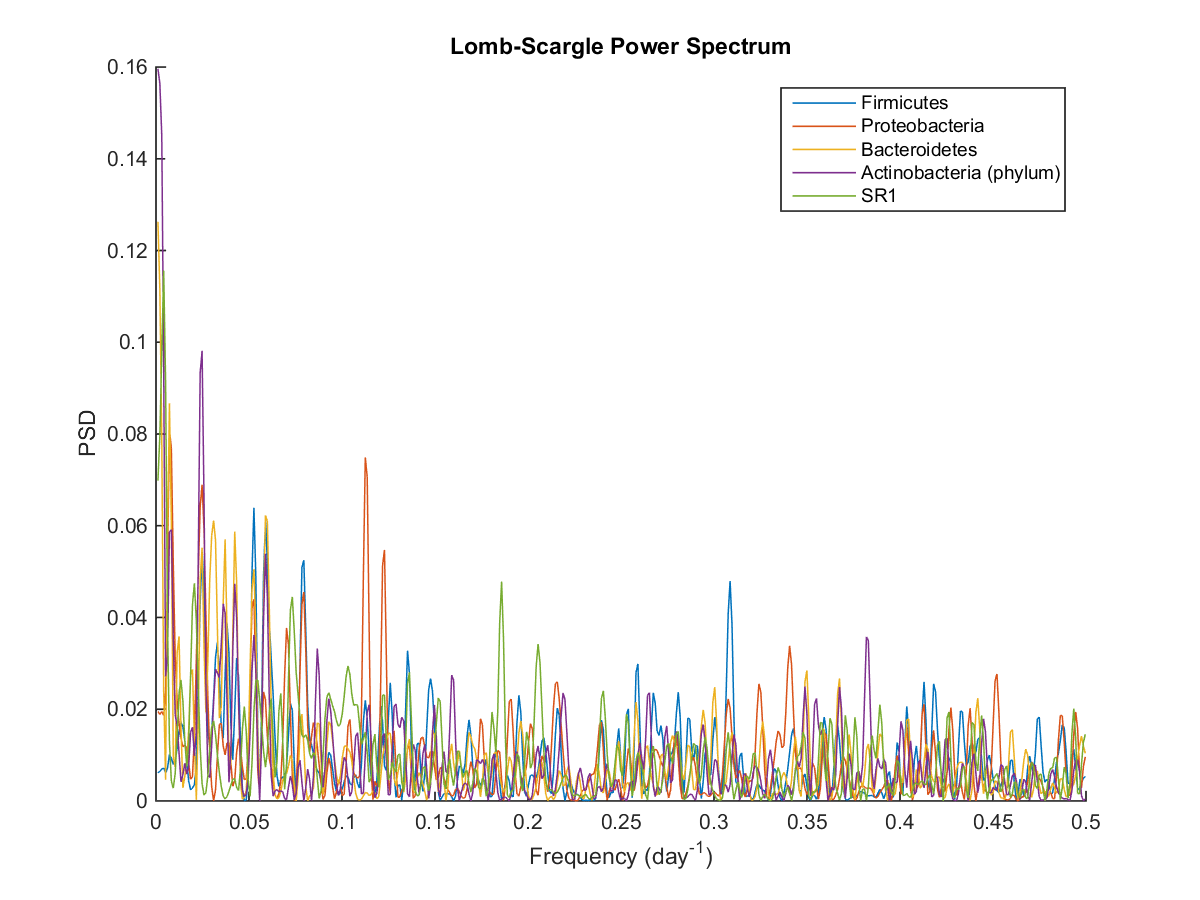 Lomb-Scargle Power Spectrum
0.16
0.14
0.12
0.1
0.08
0.06
0.04
0.02
0
PSD
Firmicutes
Proteobacteria
Bacteroidetes
Actinobacteria (phylum)
SR1
0 0.05 0.1 0.15 0.2 0.25 0.3 0.35 0.4 0.45 0.5
Frequency (day⁻¹)